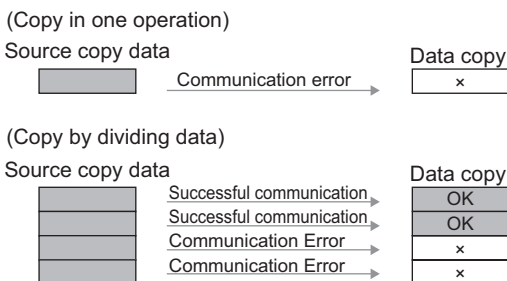 (Copy in one operation)
Source copy data Data copy
Communication error ×
(Copy by dividing data)
Source copy data Data copy
Successful communication OK
Successful communication OK
Communication Error ×
Communication Error ×